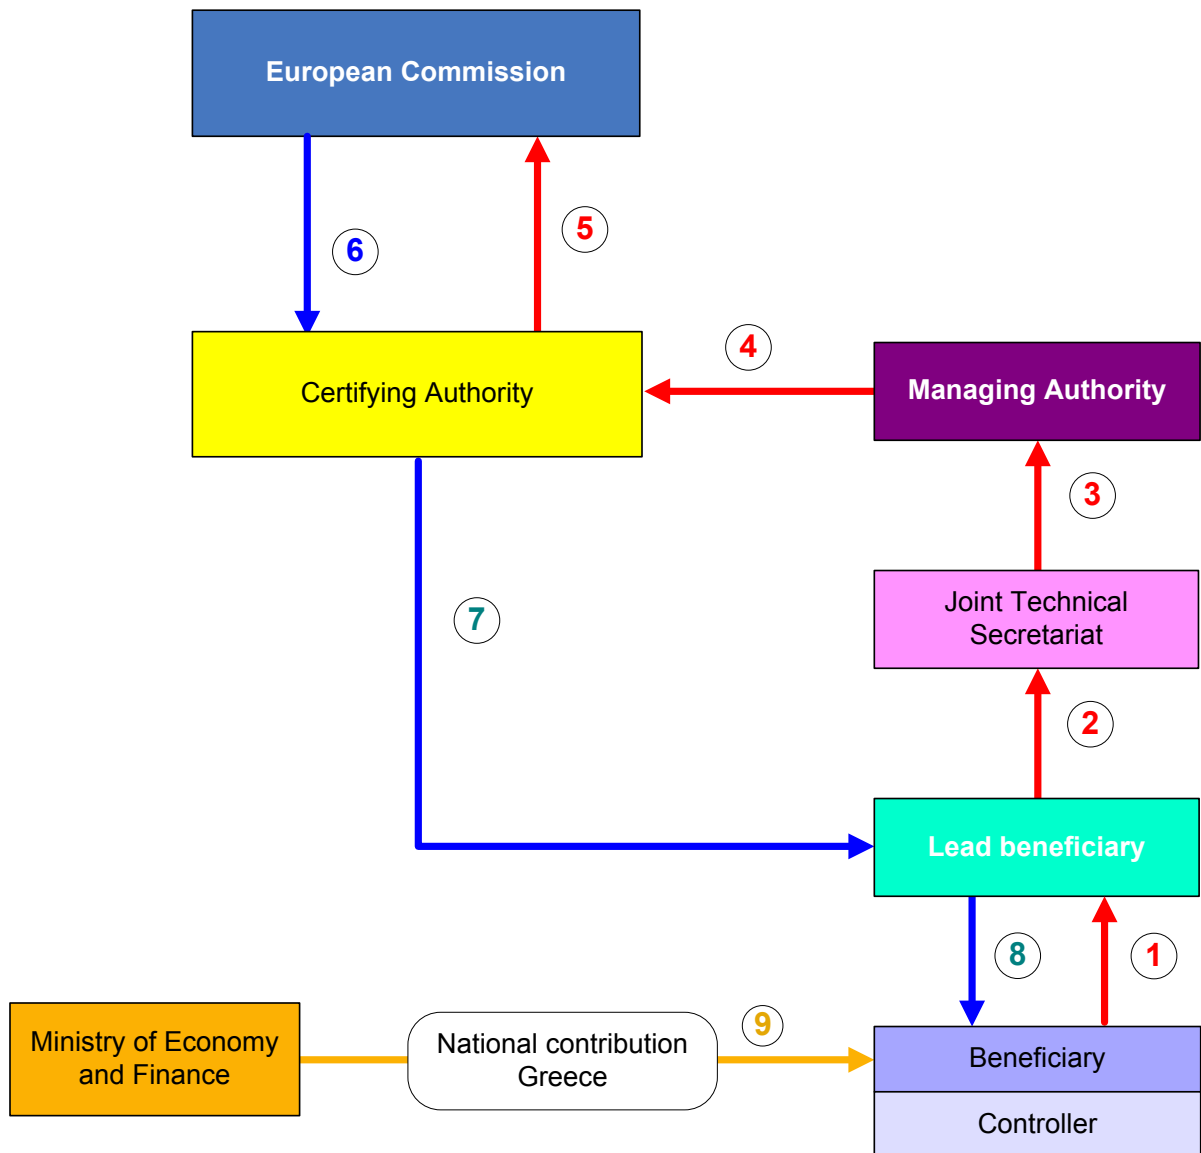 European Commission
5
6
4
Certifying Authority
Managing Authority
3
Joint Technical
Secretariat
7
2
Lead beneficiary
8
1
9
Ministry of Economy
and Finance
National contribution
Greece
Beneficiary
Controller